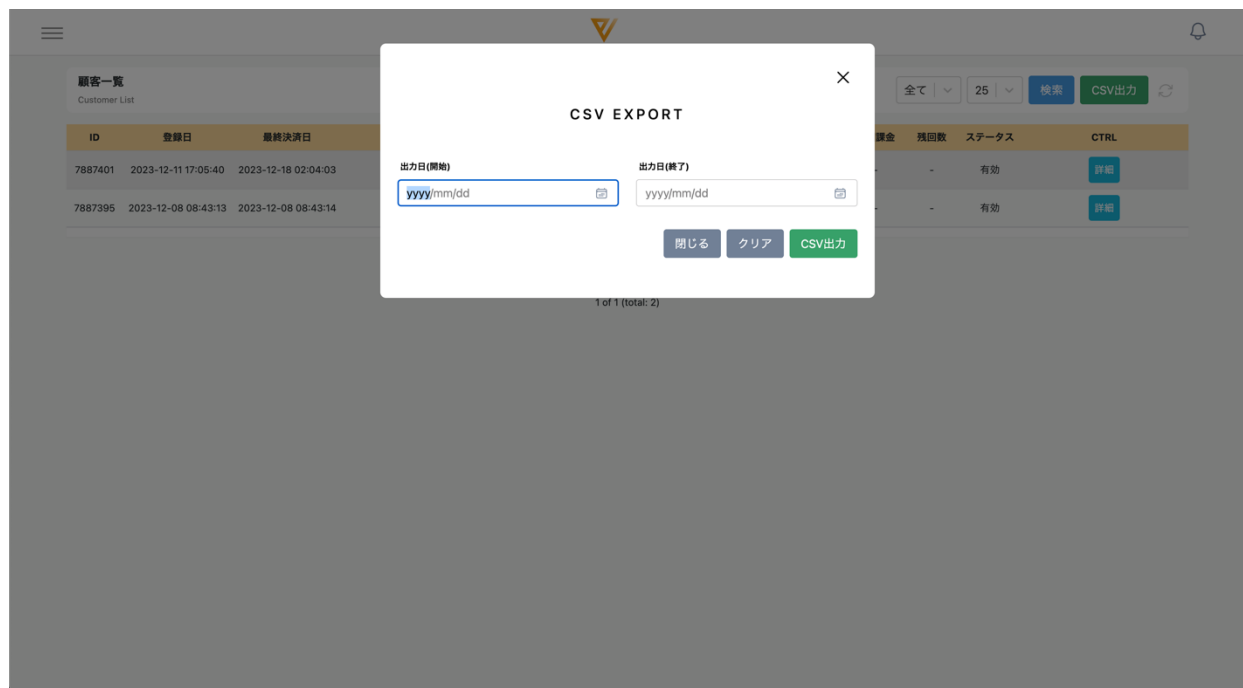 顧客一覧
Customer List
全て
25
検索
CSV出力
ID 登録日 最終決済日 課金 残回数 ステータス CTRL
7887401 2023-12-11 17:05:40 2023-12-18 02:04:03 - - 有効 詳細
7887395 2023-12-08 08:43:13 2023-12-08 08:43:14 - - 有効 詳細
CSV EXPORT
出力日(開始) 出力日(終了)
yyyy/mm/dd yyyy/mm/dd
閉じる クリア CSV出力
1 of 1 (total: 2)